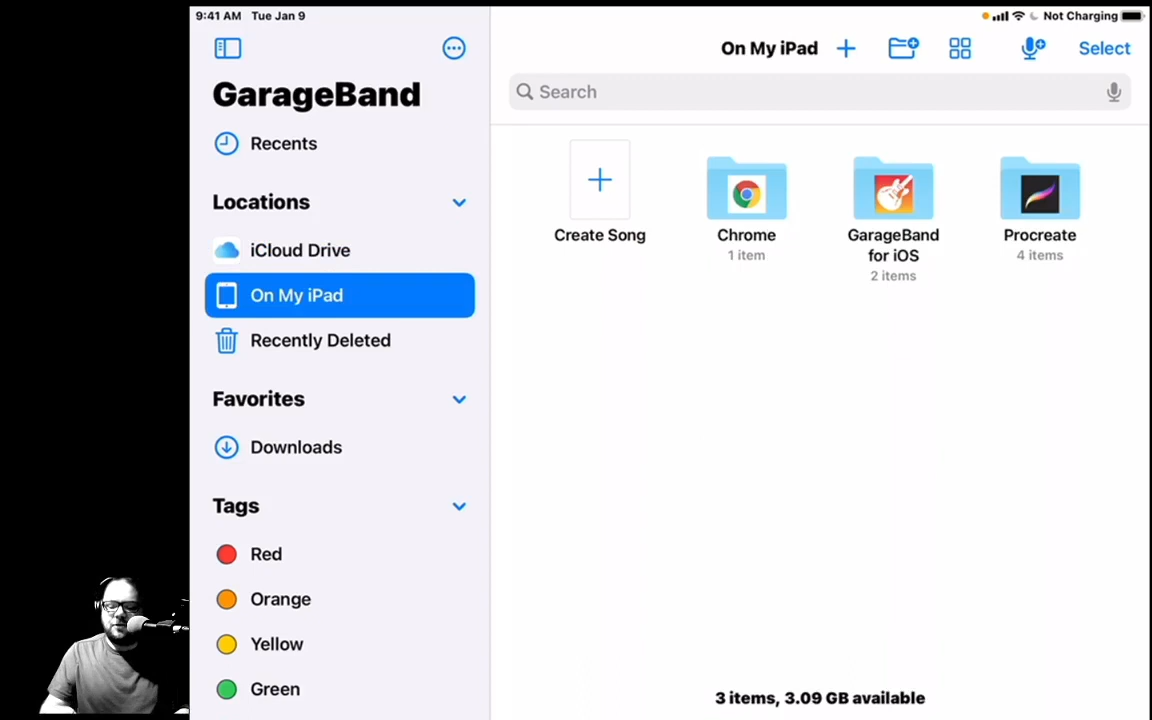 9:41 AM Tue Jan 9
Not Charging
GarageBand
Recents
Locations
iCloud Drive
On My iPad
Recently Deleted
Favorites
Downloads
Tags
Red
Orange
Yellow
Green
On My iPad
Select
Search
Create Song
Chrome
1 item
GarageBand
for iOS
2 items
Procreate
4 items
3 items, 3.09 GB available